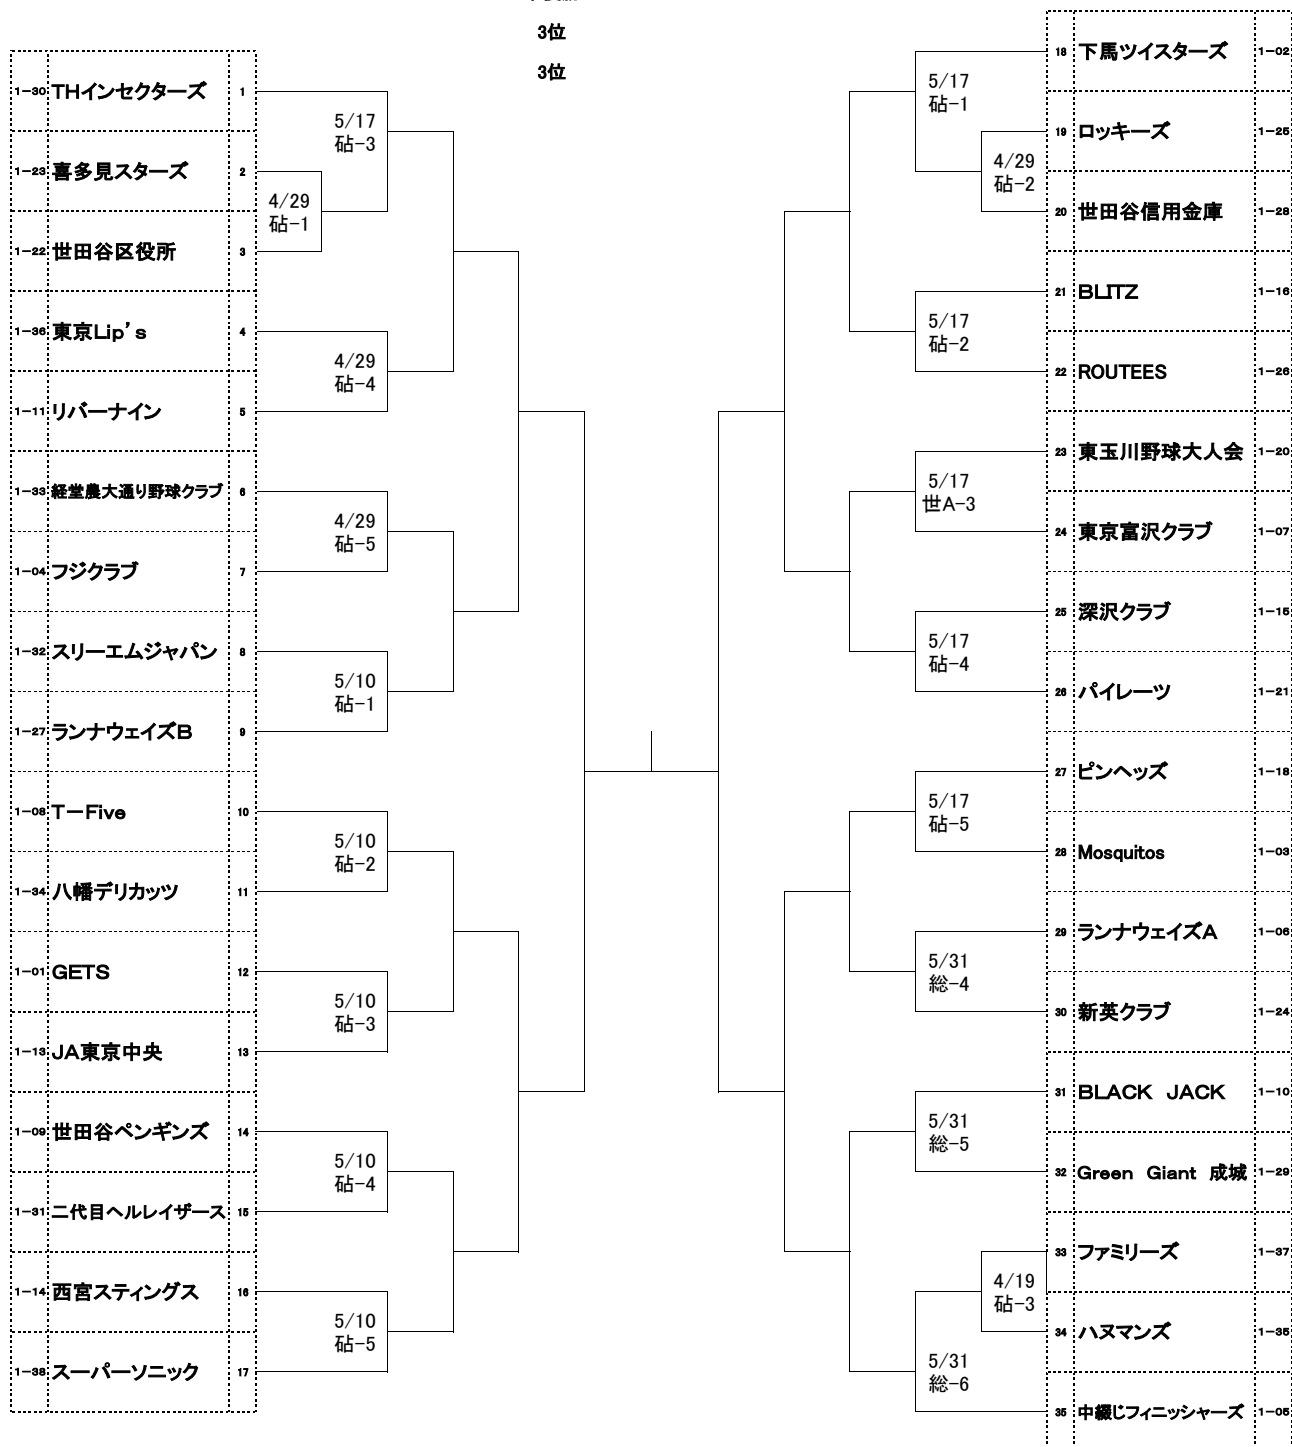 3位
3位
1-30 THインセクターズ 1
5/17
砧-3
1-23 喜多見スターズ 2
4/29
砧-1
1-22 世田谷区役所 3
1-36 東京Lip's 4
4/29
砧-4
1-11 リバーナイン 5
1-33 経堂農大通り野球クラブ 6
4/29
砧-5
1-04 フジクラブ 7
1-32 スリーエムジャパン 8
5/10
砧-1
1-27 ランナウェイズB 9
1-08 T-Five 10
5/10
砧-2
1-34 八幡デリカッツ 11
1-01 GETS 12
5/10
砧-3
1-13 JA東京中央 13
1-09 世田谷ペンギンズ 14
5/10
砧-4
1-31 二代目ヘルレイザース 15
1-14 西宮スティングス 16
5/10
砧-5
1-38 スーパーソニック 17
18 下馬ツイスターズ 1-02
5/17
砧-1
19 ロッキーズ 1-25
4/29
砧-2
20 世田谷信用金庫 1-28
21 BLITZ 1-16
5/17
砧-2
22 ROUTEES 1-26
23 東玉川野球大人会 1-20
5/17
世A-3
24 東京富沢クラブ 1-07
25 深沢クラブ 1-15
5/17
砧-4
26 パイレーツ 1-21
27 ピンヘッズ 1-18
5/17
砧-5
28 Mosquitos 1-03
29 ランナウェイズA 1-06
5/31
総-4
30 新英クラブ 1-24
31 BLACK JACK 1-10
5/31
総-5
32 Green Giant 成城 1-29
33 ファミリーズ 1-37
4/19
砧-3
34 ハヌマンズ 1-35
5/31
総-6
35 中綴じフィニッシャーズ 1-05